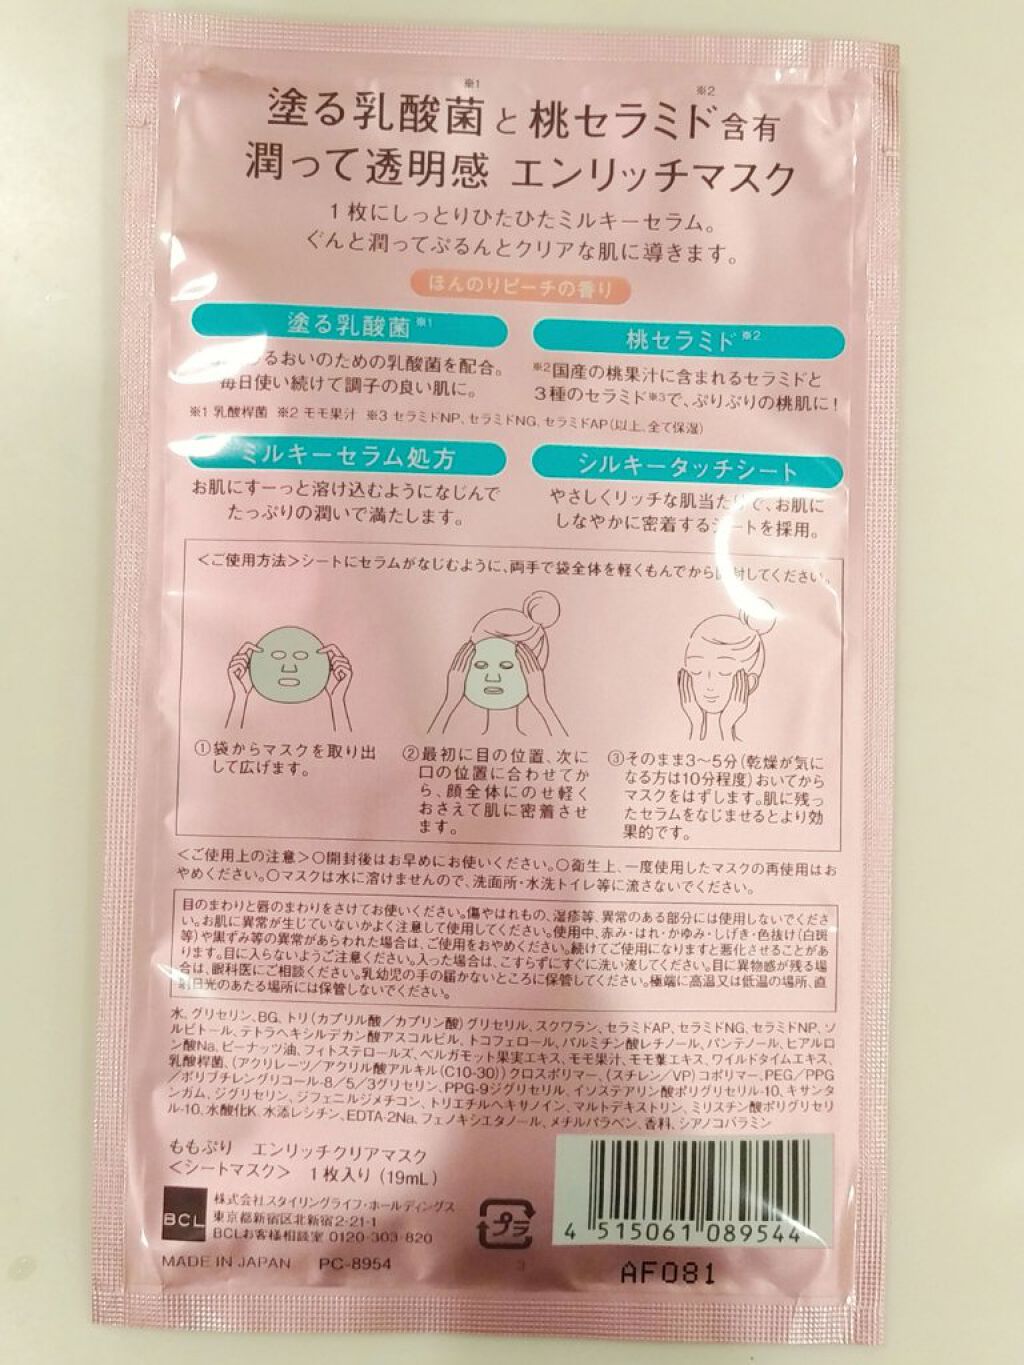 塗る乳酸菌※1と桃セラミド※2含有
潤って透明感 エンリッチマスク
1枚にしっとりひたひたミルキーセラム。
ぐんと潤ってぷるんとクリアな肌に導きます。
ほんのりピーチの香り
塗る乳酸菌※1
るおいのための乳酸菌を配合。
毎日使い続けて調子の良い肌に。
桃セラミド※2
※2国産の桃果汁に含まれるセラミドと
3種のセラミド※3で、ぷりぷりの桃肌に!
※1 乳酸桿菌 ※2 モモ果汁 ※3 セラミドNP、セラミドNG、セラミドAP(以上、全て保湿)
ミルキーセラム処方
お肌にすーっと溶け込むようになじんで
たっぷりの潤いで満たします。
シルキータッチシート
やさしくリッチな肌当たりで、お肌に
しなやかに密着するシートを採用。
<ご使用方法>シートにセラムがなじむように、両手で袋全体を軽くもんでから開封してください。
①袋からマスクを取り出
して広げます。
②最初に目の位置、次に
口の位置に合わせてか
ら、顔全体にのせ軽く
おさえて肌に密着させ
ます。
③そのまま3〜5分(乾燥が気に
なる方は10分程度)おいてから
マスクをはずします。肌に残っ
たセラムをなじませるとより効
果的です。
<ご使用上の注意>○開封後はお早めにお使いください。○衛生上、一度使用したマスクの再使用はお
やめください。○マスクは水に溶けませんので、洗面所・水洗トイレ等に流さないでください。
目のまわりと唇のまわりをさけてお使いください。傷やはれもの、湿疹等、異常のある部分には使用しないでくださ
い。お肌に異常が生じていないかよく注意して使用してください。使用中、赤み・はれ・かゆみ・しげき・色抜け(白斑
等)や黒ずみ等の異常があらわれた場合は、ご使用をおやめください。続けてご使用になりますと悪化させることがあ
ります。目に入らないようご注意ください。入った場合は、こすらずにすぐに洗い流してください。目に異物感が残る場
合は、眼科医にご相談ください。乳幼児の手の届かないところに保管してください。極端に高温又は低温の場所、直
射日光のあたる場所には保管しないでください。
水、グリセリン、BG、トリ(カプリル酸/カプリン酸)グリセリル、スクワラン、セラミドAP、セラミドNG、セラミドNP、ソ
ルビトール、テトラヘキシルデカン酸アスコルビル、トコフェロール、パルミチン酸レチノール、パンテノール、ヒアルロ
ン酸Na、ピーナッツ油、フィトステロールズ、ベルガモット果実エキス、モモ果汁、モモ葉エキス、ワイルドタイムエキス、
乳酸桿菌、(アクリレーツ/アクリル酸アルキル(C10-30))クロスポリマー、(スチレン/VP)コポリマー、PEG/PPG
/ポリブチレングリコール-8/5/3グリセリン、PPG-9ジグリセリル、イソステアリン酸ポリグリセリル-10、キサンタ
ンガム、ジグリセリン、ジフェニルジメチコン、トリエチルヘキサノイン、マルトデキストリン、ミリスチン酸ポリグリセリ
ル-10、水酸化K、水添レシチン、EDTA-2Na、フェノキシエタノール、メチルパラベン、香料、シアノコバラミン
ももぷり エンリッチクリアマスク
<シートマスク> 1枚入り(19mL)
BCL
株式会社スタイリングライフ・ホールディングス
東京都新宿区北新宿2-21-1
BCLお客様相談室 0120-303-820
MADE IN JAPAN PC-8954
プラ
3
4 515061 089544
AF081